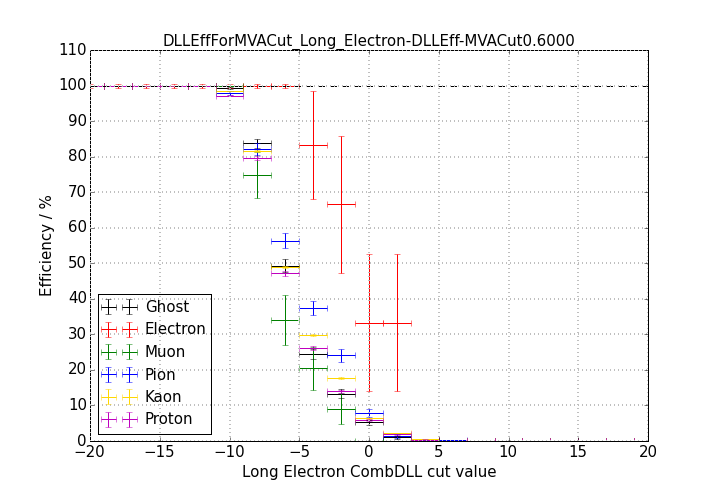 DLLEffForMVACut_Long_Electron-DLLEff-MVACut0.6000
110
100
90
80
70
60
50
40
30
20
10
0
Efficiency / %
Ghost
Electron
Muon
Pion
Kaon
Proton
−20 −15 −10 −5 0 5 10 15 20
Long Electron CombDLL cut value